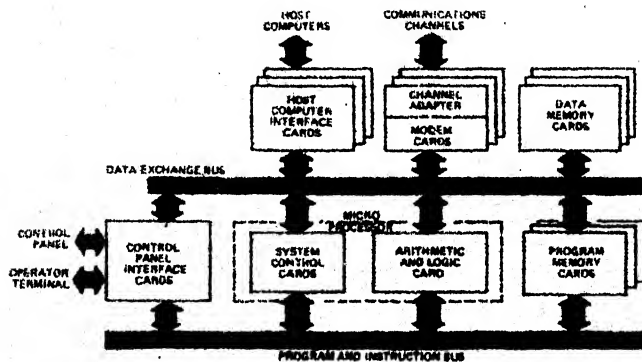 HOST
COMPUTERS
COMMUNICATIONS
CHANNELS
HOST
COMPUTER
INTERFACE
CARDS
CHANNEL
ADAPTER
MODEM
CARDS
DATA
MEMORY
CARDS
DATA EXCHANGE BUS
CONTROL
PANEL
OPERATOR
TERMINAL
CONTROL
PANEL
INTERFACE
CARDS
MICRO
PROCESSOR
SYSTEM
CONTROL
CARDS
ARITHMETIC
AND LOGIC
CARD
PROGRAM
MEMORY
CARDS
PROGRAM AND INSTRUCTION BUS